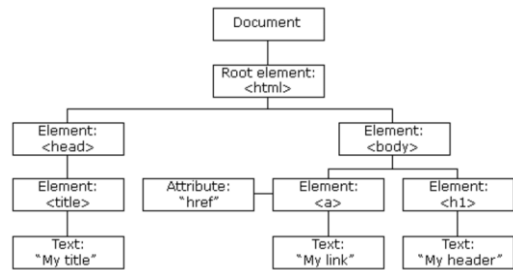 Document
Root element:
<html>
Element:
<head>
Element:
<body>
Element:
<title>
Attribute:
"href"
Element:
<a>
Element:
<h1>
Text:
"My title"
Text:
"My link"
Text:
"My header"